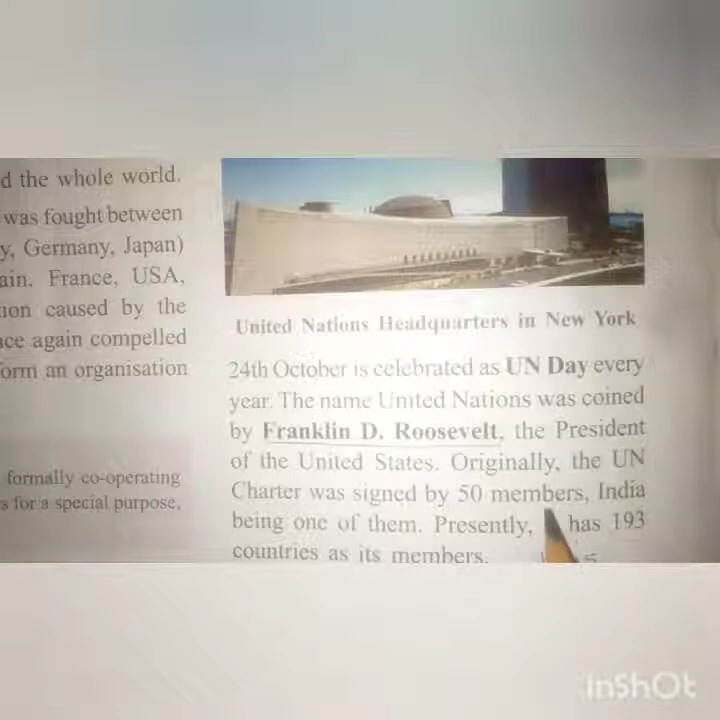 d the whole world.
was fought between
y, Germany, Japan)
ain, France, USA,
ion caused by the
ce again compelled
orm an organisation
formally co-operating
s for a special purpose,
United Nations Headquarters in New York
24th October is celebrated as UN Day every
year. The name United Nations was coined
by Franklin D. Roosevelt, the President
of the United States. Originally, the UN
Charter was signed by 50 members, India
being one of them. Presently, has 193
countries as its members.
InShOt